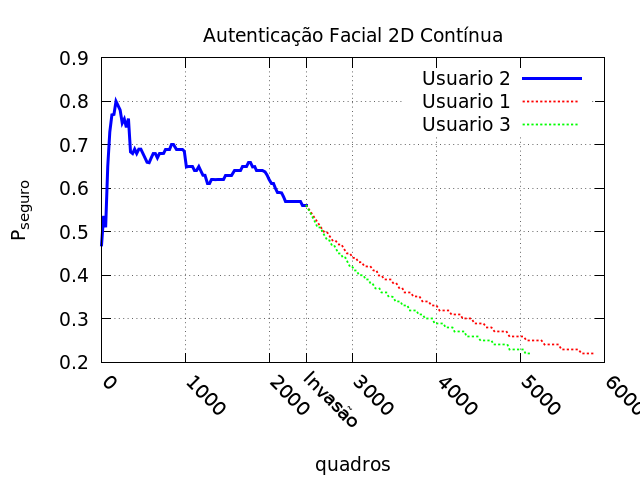 Autenticação Facial 2D Contínua
0.9
0.8
0.7
0.6
0.5
0.4
0.3
0.2
Pseguro
Usuario 2
Usuario 1
Usuario 3
0
1000
2000
Invasão
3000
4000
5000
6000
quadros